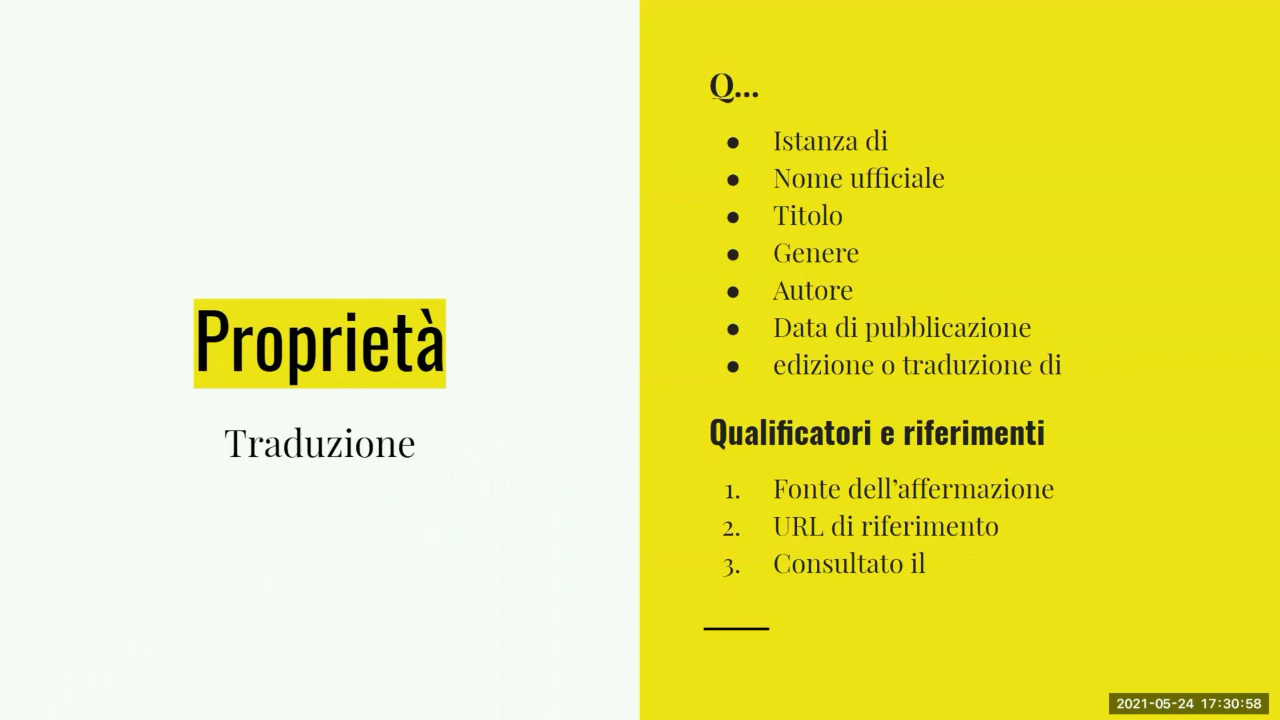 Proprietà
Traduzione
Q...
● Istanza di
● Nome ufficiale
● Titolo
● Genere
● Autore
● Data di pubblicazione
● edizione o traduzione di
Qualificatori e riferimenti
1. Fonte dell’affermazione
2. URL di riferimento
3. Consultato il
2021-05-24 17:30:58